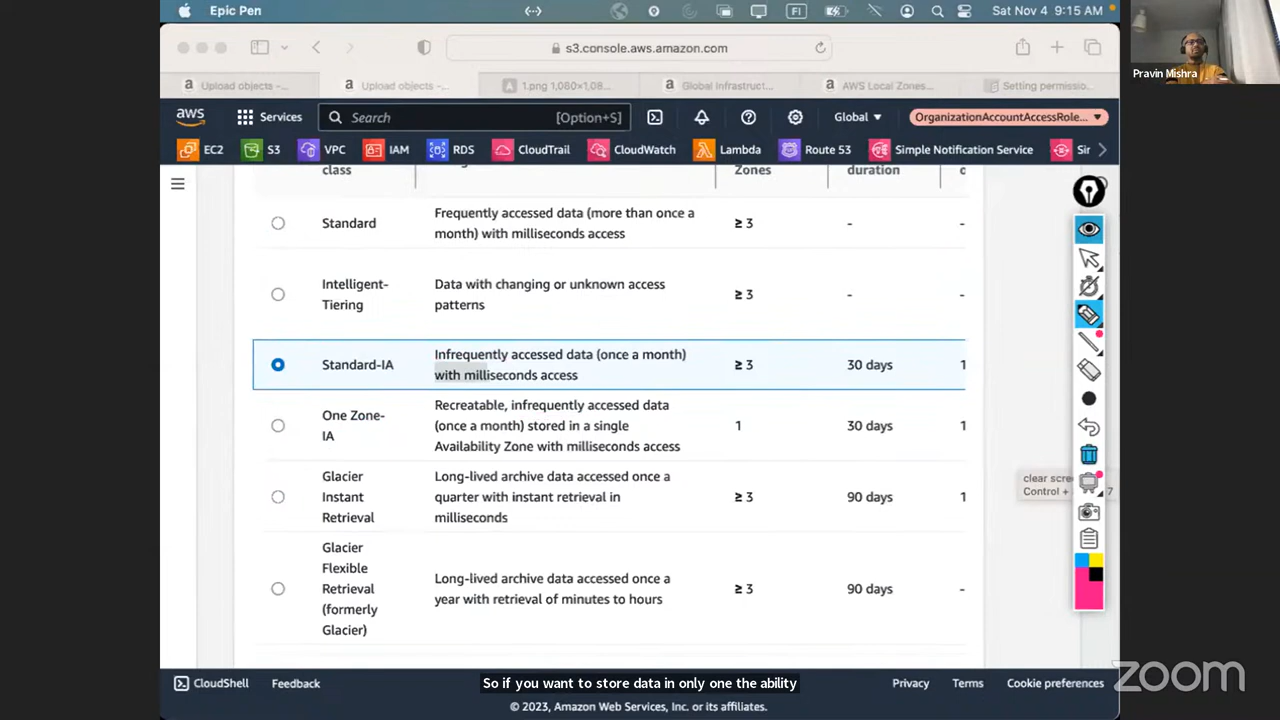 Epic Pen
FI
Sat Nov 4 9:15 AM
Pravin Mishra
s3.console.aws.amazon.com
Upload objects -...
Upload objects -...
1.png 1,080×1,08...
Global Infrastruct...
AWS Local Zones...
Setting permissio...
aws
Services
Search
[Option+S]
Global
OrganizationAccountAccessRole...
EC2
S3
VPC
IAM
RDS
CloudTrail
CloudWatch
Lambda
Route 53
Simple Notification Service
Sir
class
Zones
duration
Standard
Frequently accessed data (more than once a
month) with milliseconds access
≥ 3
-
-
Intelligent-
Tiering
Data with changing or unknown access
patterns
≥ 3
-
-
Standard-IA
Infrequently accessed data (once a month)
with milliseconds access
≥ 3
30 days
1
One Zone-
IA
Recreatable, infrequently accessed data
(once a month) stored in a single
Availability Zone with milliseconds access
1
30 days
1
Glacier
Instant
Retrieval
Long-lived archive data accessed once a
quarter with instant retrieval in
milliseconds
≥ 3
90 days
1
Glacier
Flexible
Retrieval
(formerly
Glacier)
Long-lived archive data accessed once a
year with retrieval of minutes to hours
≥ 3
90 days
-
clear scre
Control +
7
CloudShell
Feedback
So if you want to store data in only one the ability
Privacy
Terms
Cookie preferences
© 2023, Amazon Web Services, Inc. or its affiliates.
zoom